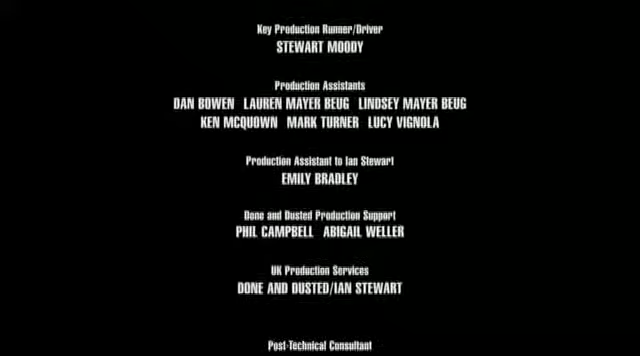 Key Production Runner/Driver
STEWART MOODY
Production Assistants
DAN BOWEN LAUREN MAYER BEUG LINDSEY MAYER BEUG
KEN MCQUOWN MARK TURNER LUCY VIGNOLA
Production Assistant to Ian Stewart
EMILY BRADLEY
Done and Dusted Production Support
PHIL CAMPBELL ABIGAIL WELLER
UK Production Services
DONE AND DUSTED/IAN STEWART
Post-Technical Consultant